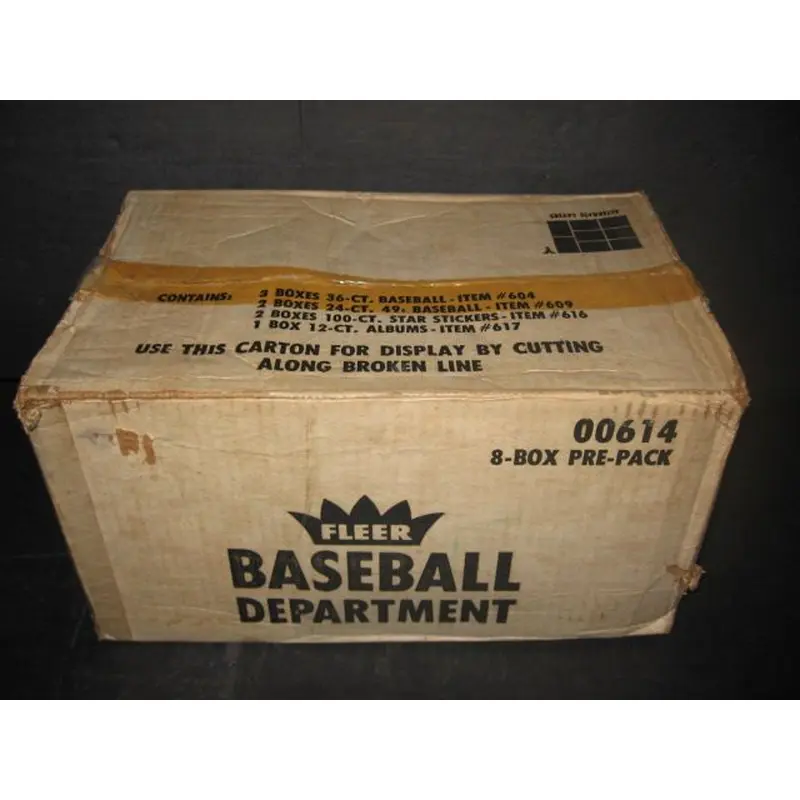 ALTERNATE LAYERS
CONTAINS: 3 BOXES 36-CT. BASEBALL - ITEM #604
2 BOXES 24-CT. 49¢ BASEBALL - ITEM #609
2 BOXES 100-CT. STAR STICKERS - ITEM #616
1 BOX 12-CT. ALBUMS - ITEM #617
USE THIS CARTON FOR DISPLAY BY CUTTING
ALONG BROKEN LINE
00614
8-BOX PRE-PACK
FLEER
BASEBALL
DEPARTMENT